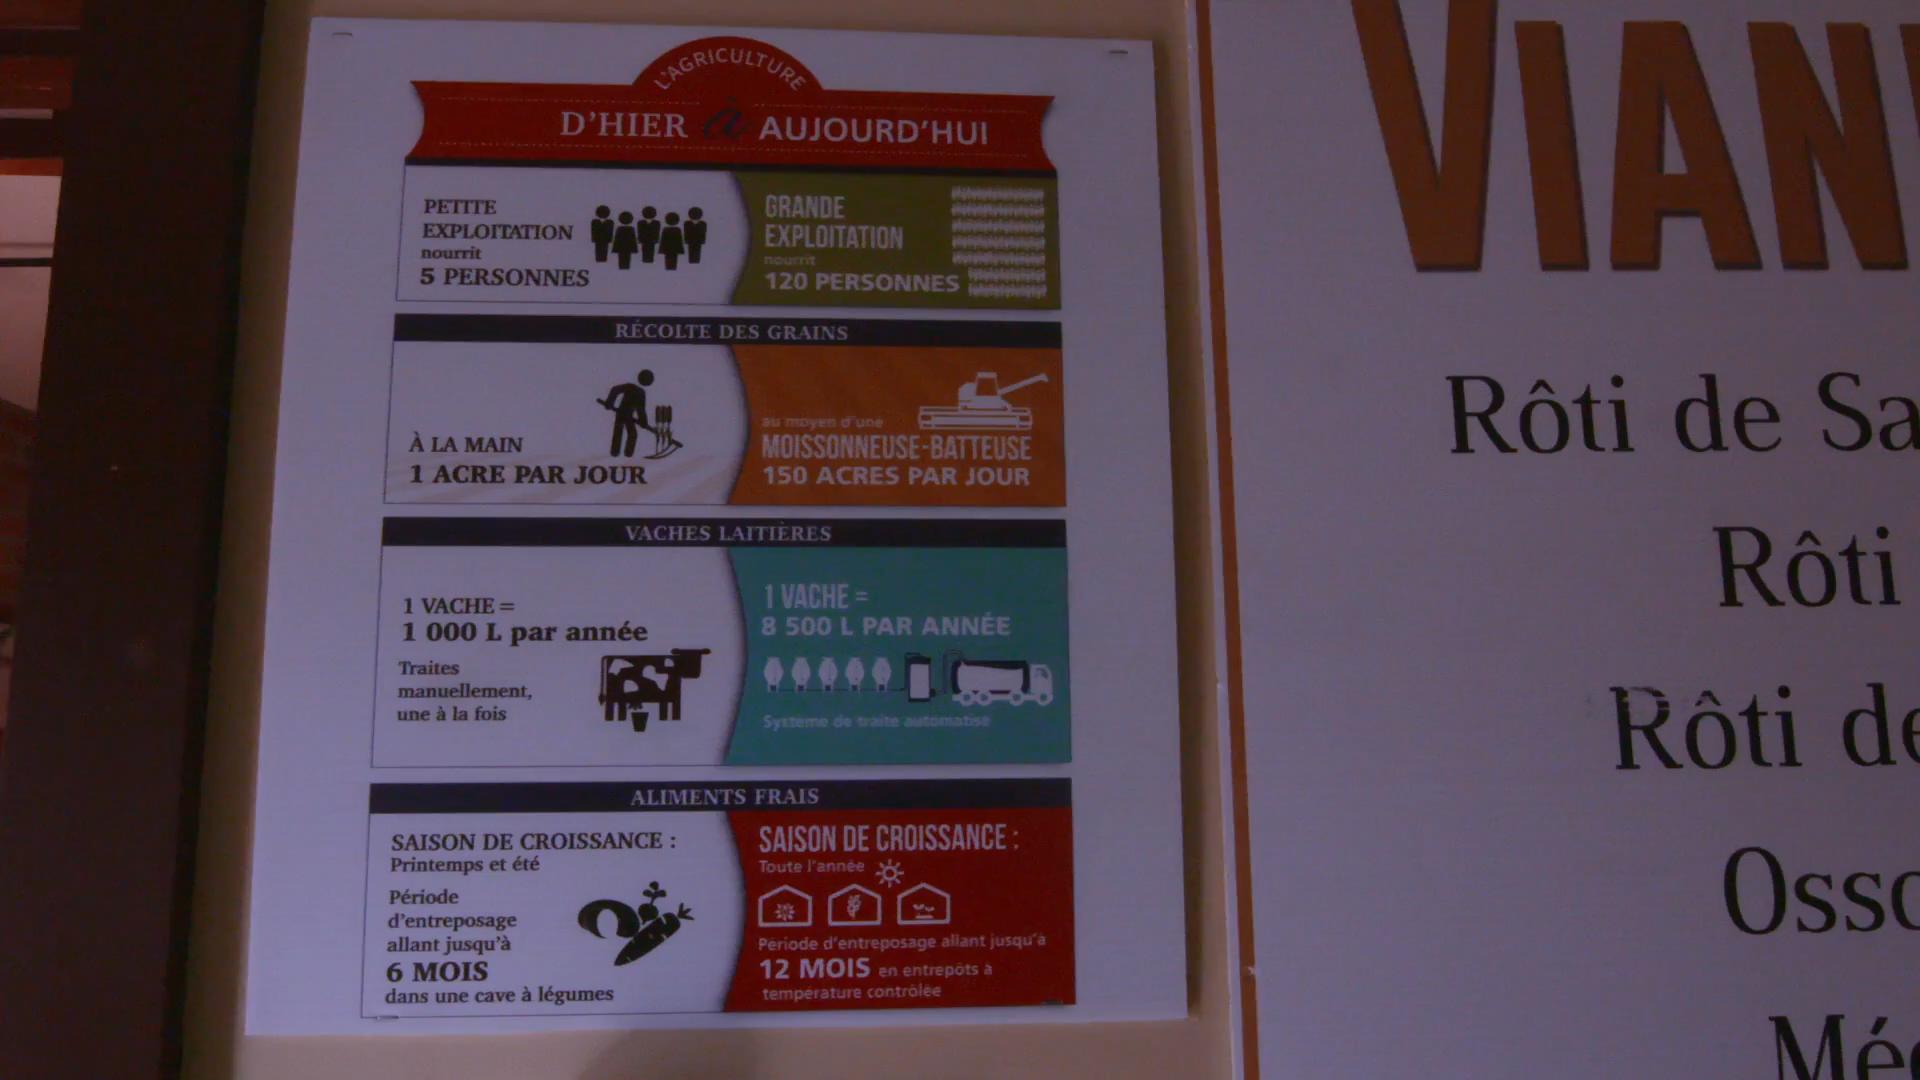 L'AGRICULTURE
D'HIER à AUJOURD'HUI
PETITE
EXPLOITATION
nourrit
5 PERSONNES
GRANDE
EXPLOITATION
nourrit
120 PERSONNES
RÉCOLTE DES GRAINS
À LA MAIN
1 ACRE PAR JOUR
au moyen d'une
MOISSONNEUSE-BATTEUSE
150 ACRES PAR JOUR
VACHES LAITIÈRES
1 VACHE =
1 000 L par année
Traites
manuellement,
une à la fois
1 VACHE =
8 500 L PAR ANNÉE
Système de traite automatisé
ALIMENTS FRAIS
SAISON DE CROISSANCE :
Printemps et été
Période
d'entreposage
allant jusqu'à
6 MOIS
dans une cave à légumes
SAISON DE CROISSANCE :
Toute l'année
Période d'entreposage allant jusqu'à
12 MOIS en entrepôts à
température contrôlée
VIAN
Rôti de Sa
Rôti
Rôti de
Osso
Mé